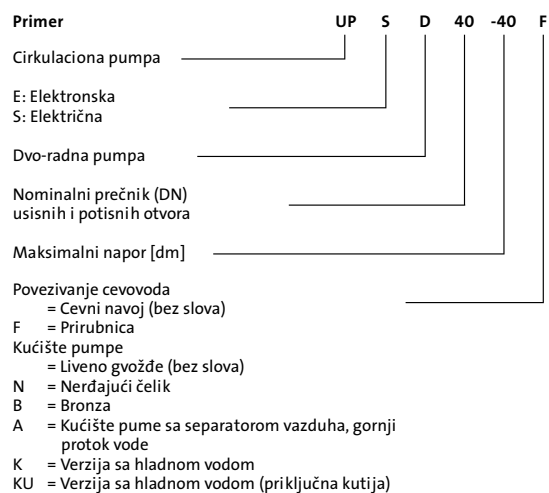 Primer UP S D 40 -40 F
Cirkulaciona pumpa
E: Elektronska
S: Električna
Dvo-radna pumpa
Nominalni prečnik (DN)
usisnih i potisnih otvora
Maksimalni napor [dm]
Povezivanje cevovoda
= Cevni navoj (bez slova)
F = Prirubnica
Kućište pumpe
= Liveno gvožđe (bez slova)
N = Nerđajući čelik
B = Bronza
A = Kućište pume sa separatorom vazduha, gornji
protok vode
K = Verzija sa hladnom vodom
KU = Verzija sa hladnom vodom (priključna kutija)